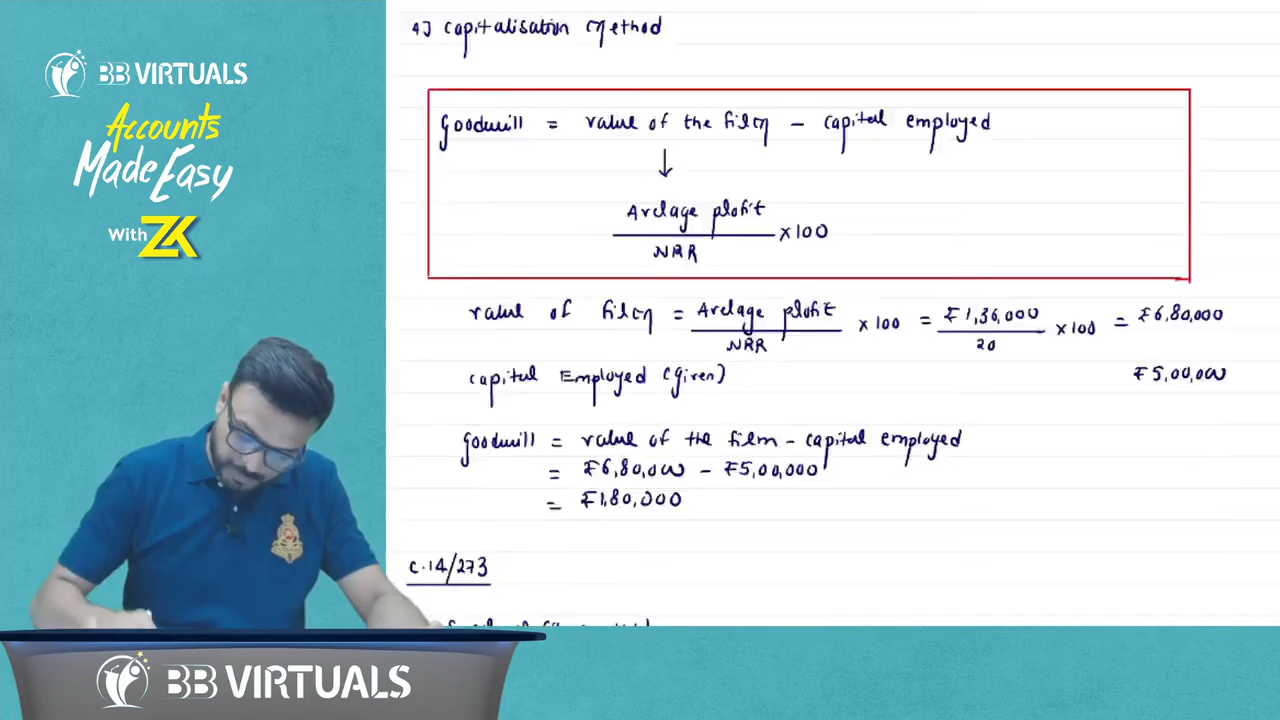 BB VIRTUALS
Accounts
Made Easy
With ZK
4] Capitalisation Method
Goodwill = value of the firm - capital employed
↓
Average profit
NRR
×100
value of firm = Average profit / NRR × 100 = ₹1,36,000 / 20 × 100 = ₹6,80,000
capital Employed (given) ₹5,00,000
Goodwill = value of the firm - capital employed
= ₹6,80,000 - ₹5,00,000
= ₹1,80,000
C.14/273
BB VIRTUALS